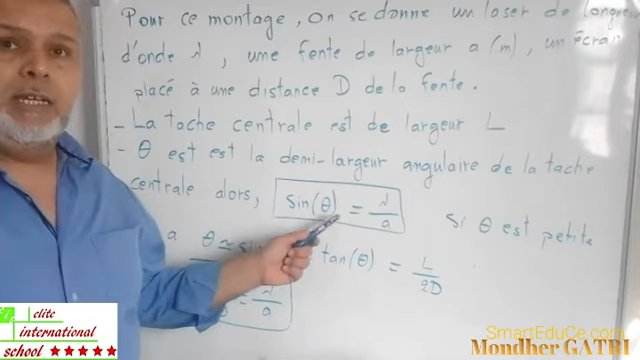 Pour ce montage, on se donne un laser de longueur
d'onde λ, une fente de largeur a (m), un écran
placé à une distance D de la fente.
- La tache centrale est de largeur L
- θ est est la demi-largeur angulaire de la tache
centrale alors, sin(θ) = λ/a si θ est petite
a θ ≈ sin tan(θ) = L/2D
= λ/a
elite
international
school
SmartEduCe.com
Mondher GATRI